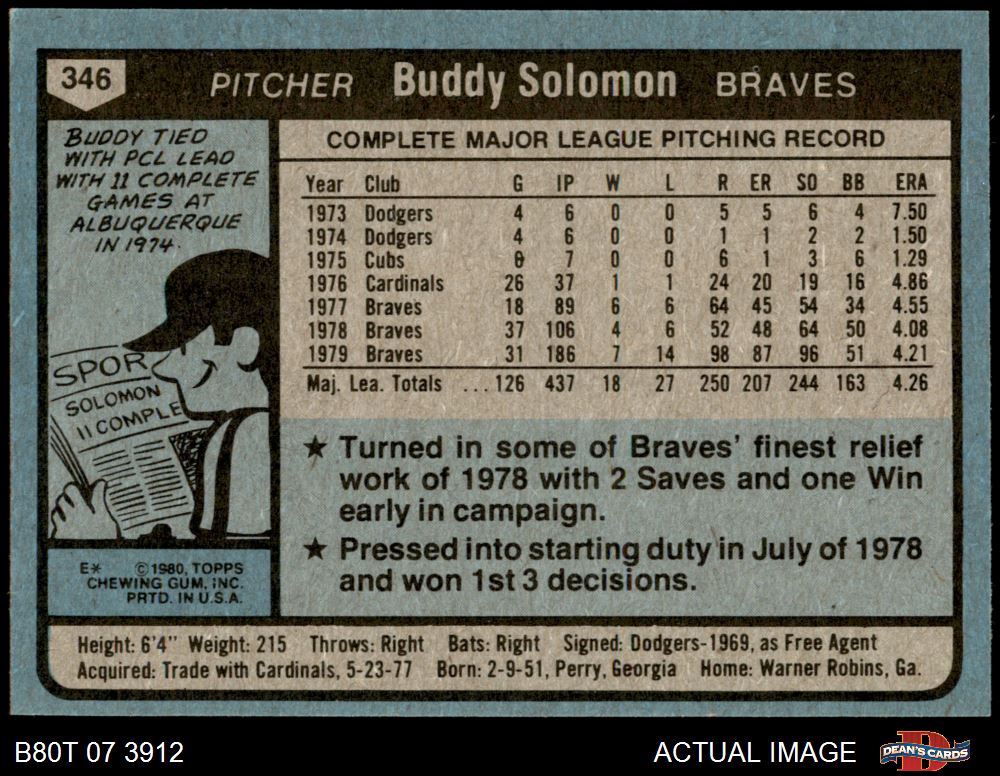 346 PITCHER Buddy Solomon BRAVES
BUDDY TIED
WITH PCL LEAD
WITH 11 COMPLETE
GAMES AT
ALBUQUERQUE
IN 1974.
SPOR
SOLOMON
11 COMPLE
E* ©1980, TOPPS
CHEWING GUM, INC.
PRTD. IN U.S.A.
COMPLETE MAJOR LEAGUE PITCHING RECORD
Year Club G IP W L R ER SO BB ERA
1973 Dodgers 4 6 0 0 5 5 6 4 7.50
1974 Dodgers 4 6 0 0 1 1 2 2 1.50
1975 Cubs 6 7 0 0 6 1 3 6 1.29
1976 Cardinals 26 37 1 1 24 20 19 16 4.86
1977 Braves 18 89 6 6 64 45 54 34 4.55
1978 Braves 37 106 4 6 52 48 64 50 4.08
1979 Braves 31 186 7 14 98 87 96 51 4.21
Maj. Lea. Totals ...126 437 18 27 250 207 244 163 4.26
★ Turned in some of Braves' finest relief
work of 1978 with 2 Saves and one Win
early in campaign.
★ Pressed into starting duty in July of 1978
and won 1st 3 decisions.
Height: 6'4" Weight: 215 Throws: Right Bats: Right Signed: Dodgers-1969, as Free Agent
Acquired: Trade with Cardinals, 5-23-77 Born: 2-9-51, Perry, Georgia Home: Warner Robins, Ga.
B80T 07 3912 ACTUAL IMAGE DEAN'S CARDS